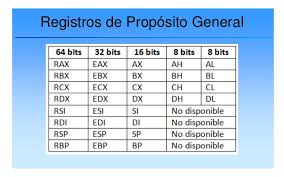 Registros de Propósito General
64 bits 32 bits 16 bits 8 bits 8 bits
RAX EAX AX AH AL
RBX EBX BX BH BL
RCX ECX CX CH CL
RDX EDX DX DH DL
RSI ESI SI No disponible
RDI EDI DI No disponible
RSP ESP SP No disponible
RBP EBP BP No disponible